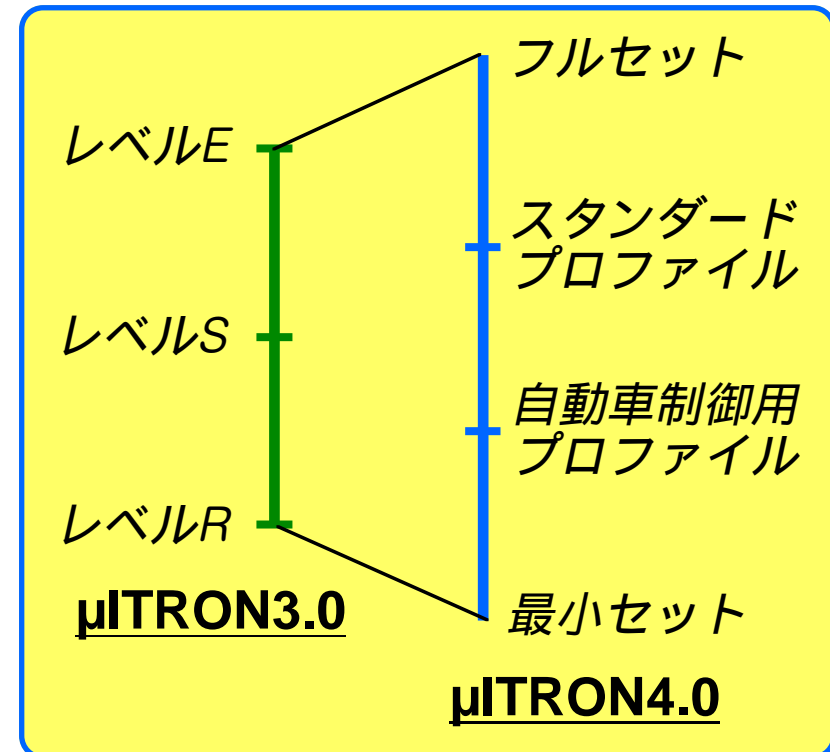 フルセット
レベルE
スタンダード
プロファイル
レベルS
自動車制御用
プロファイル
レベルR
μITRON3.0
最小セット
μITRON4.0